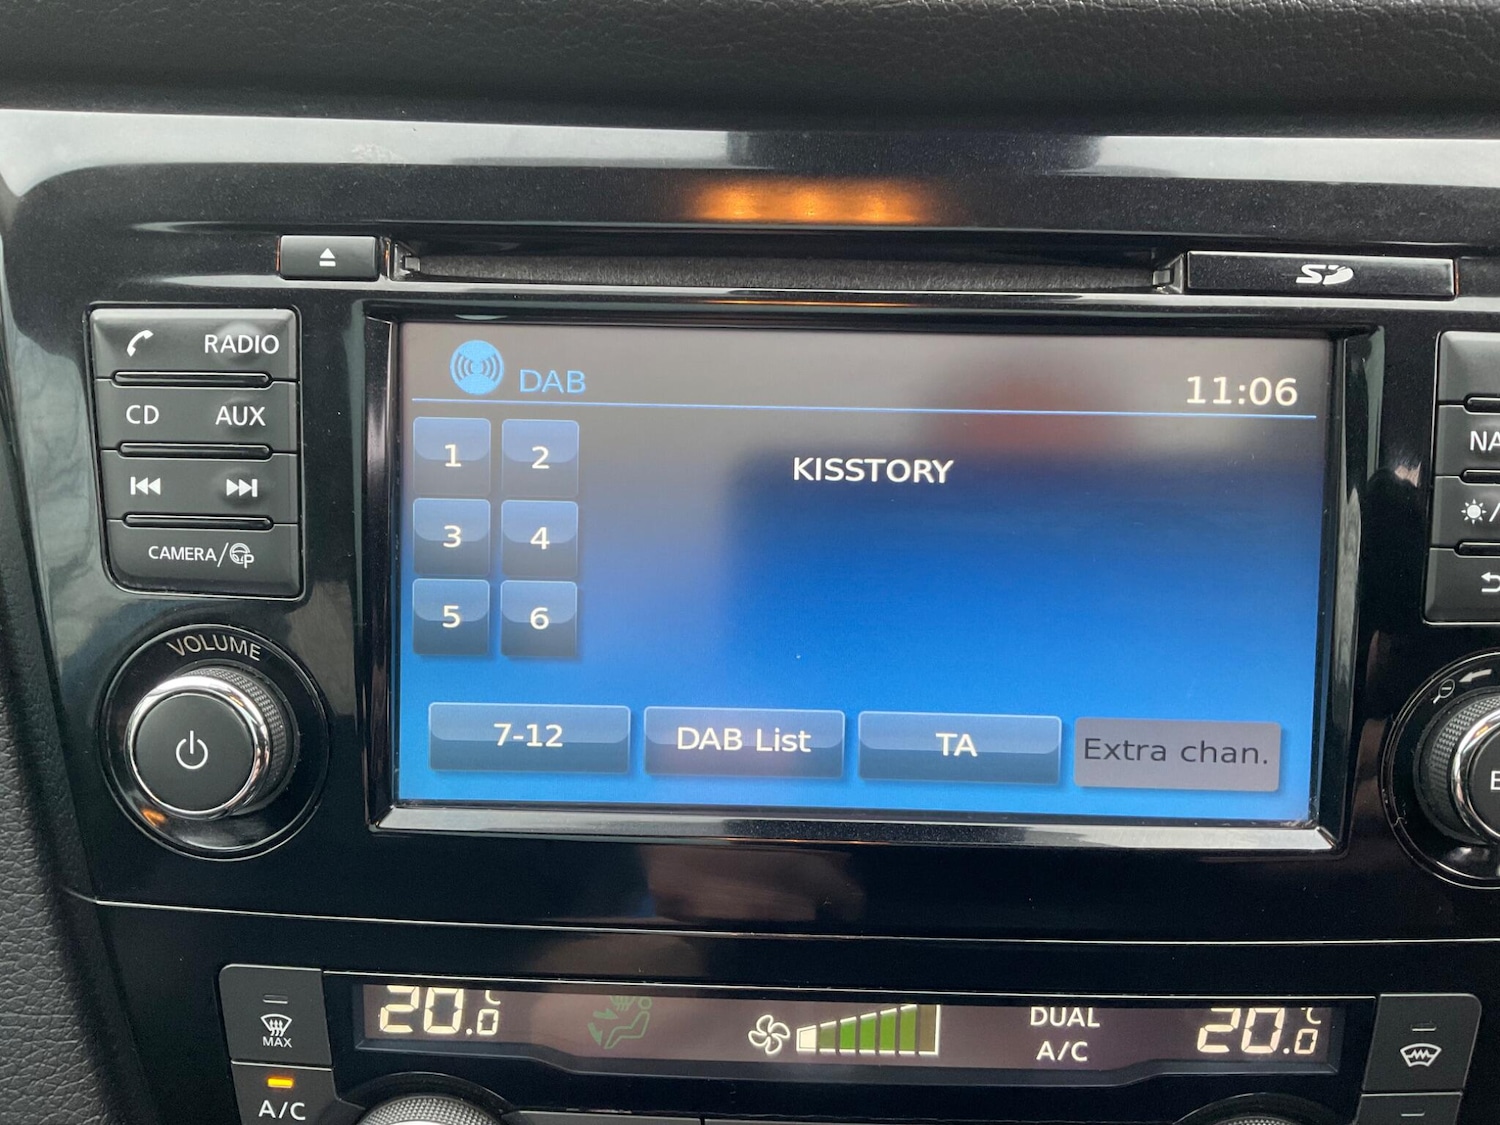 SD
RADIO
CD AUX
CAMERA/P
VOLUME
DAB
11:06
1 2
3 4
5 6
KISSTORY
7-12
DAB List
TA
Extra chan.
NA
E
20.0°C
DUAL
A/C
20.0°C
MAX
A/C